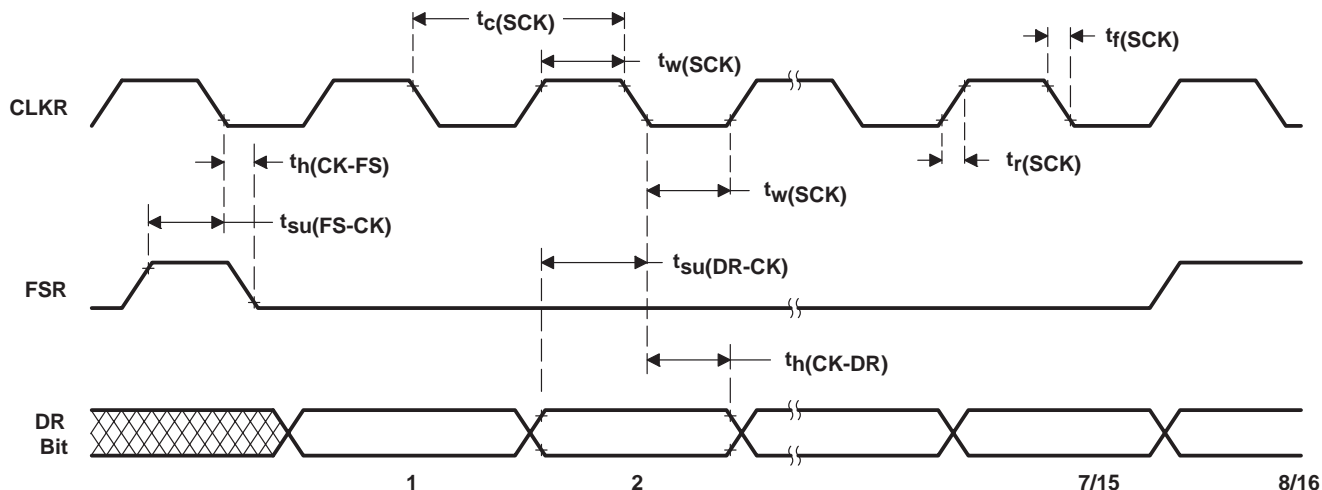 tc(SCK)
tf(SCK)
tw(SCK)
CLKR
th(CK-FS)
tr(SCK)
tw(SCK)
tsu(FS-CK)
tsu(DR-CK)
FSR
th(CK-DR)
DR
Bit
1 2 7/15 8/16